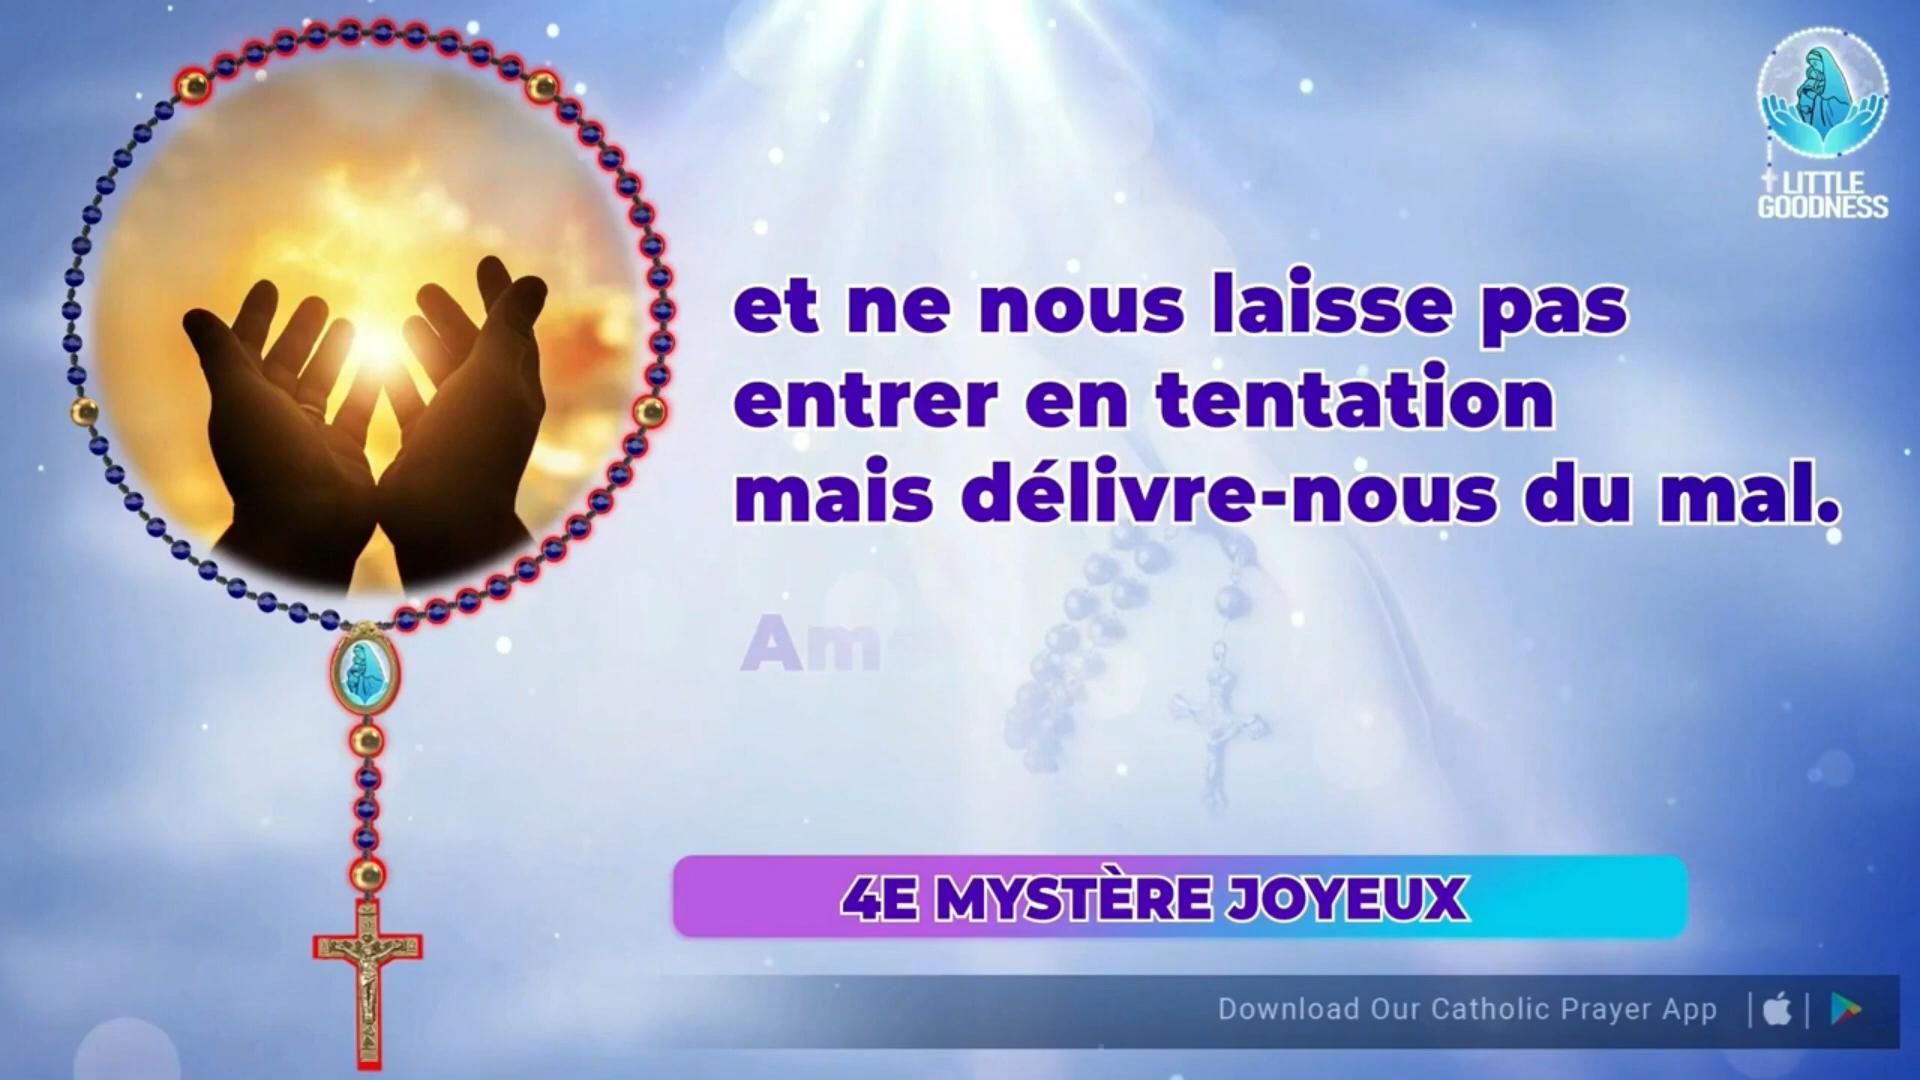 LITTLE
GOODNESS
et ne nous laisse pas
entrer en tentation
mais délivre-nous du mal.
Am
4E MYSTÈRE JOYEUX
Download Our Catholic Prayer App